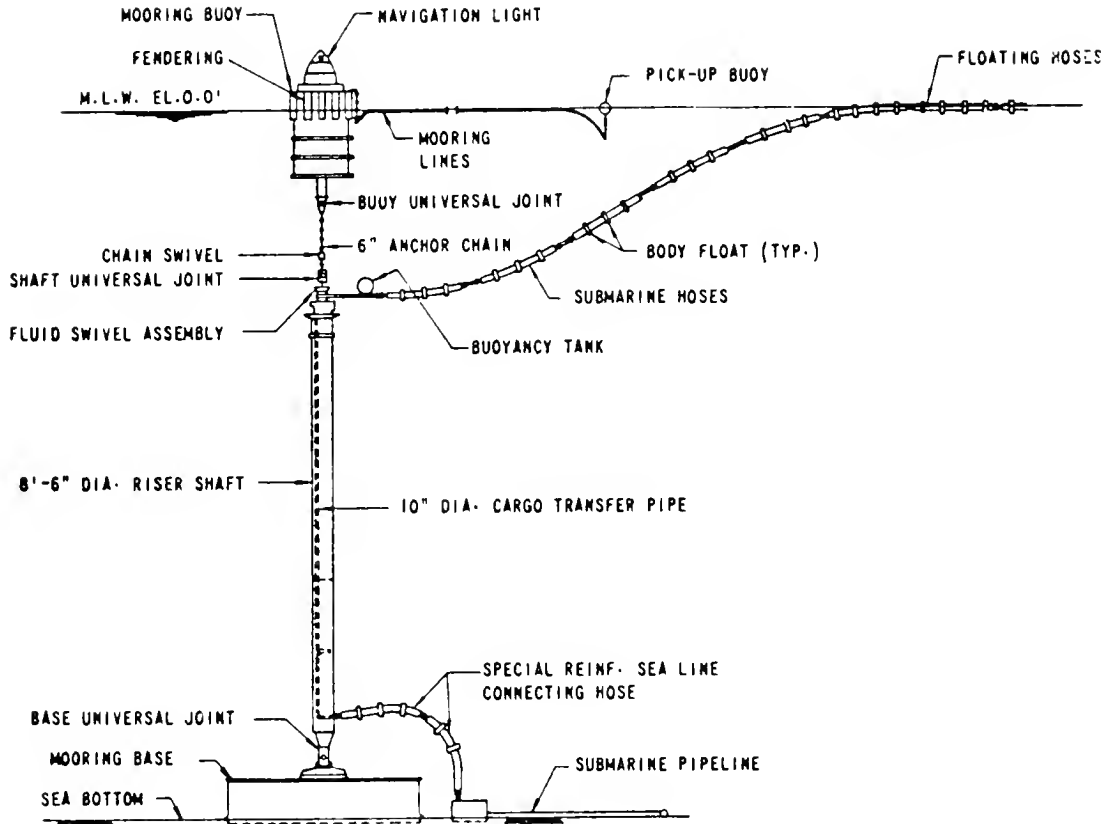 MOORING BUOY
NAVIGATION LIGHT
FENDERING
FLOATING HOSES
PICK-UP BUOY
M.L.W. EL.0.0'
MOORING
LINES
BUOY UNIVERSAL JOINT
6" ANCHOR CHAIN
BODY FLOAT (TYP.)
CHAIN SWIVEL
SHAFT UNIVERSAL JOINT
SUBMARINE HOSES
FLUID SWIVEL ASSEMBLY
BUOYANCY TANK
8'-6" DIA. RISER SHAFT
10" DIA. CARGO TRANSFER PIPE
SPECIAL REINF. SEA LINE
CONNECTING HOSE
BASE UNIVERSAL JOINT
MOORING BASE
SUBMARINE PIPELINE
SEA BOTTOM